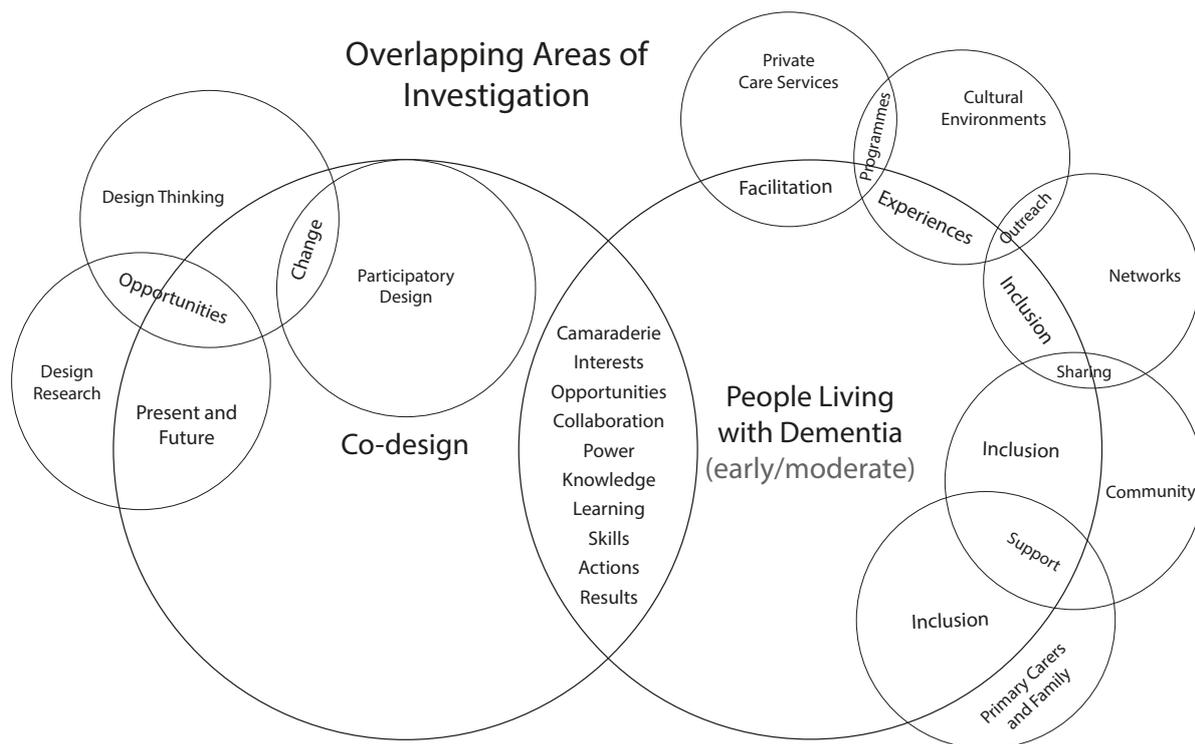 Overlapping Areas of
Investigation
Design Thinking
Opportunities
Change
Design
Research
Present and
Future
Participatory
Design
Co-design
Camaraderie
Interests
Opportunities
Collaboration
Power
Knowledge
Learning
Skills
Actions
Results
People Living
with Dementia
(early/moderate)
Private
Care Services
Facilitation
Programmes
Cultural
Environments
Experiences
Outreach
Networks
Inclusion
Sharing
Inclusion
Community
Support
Inclusion
Primary Carers
and Family